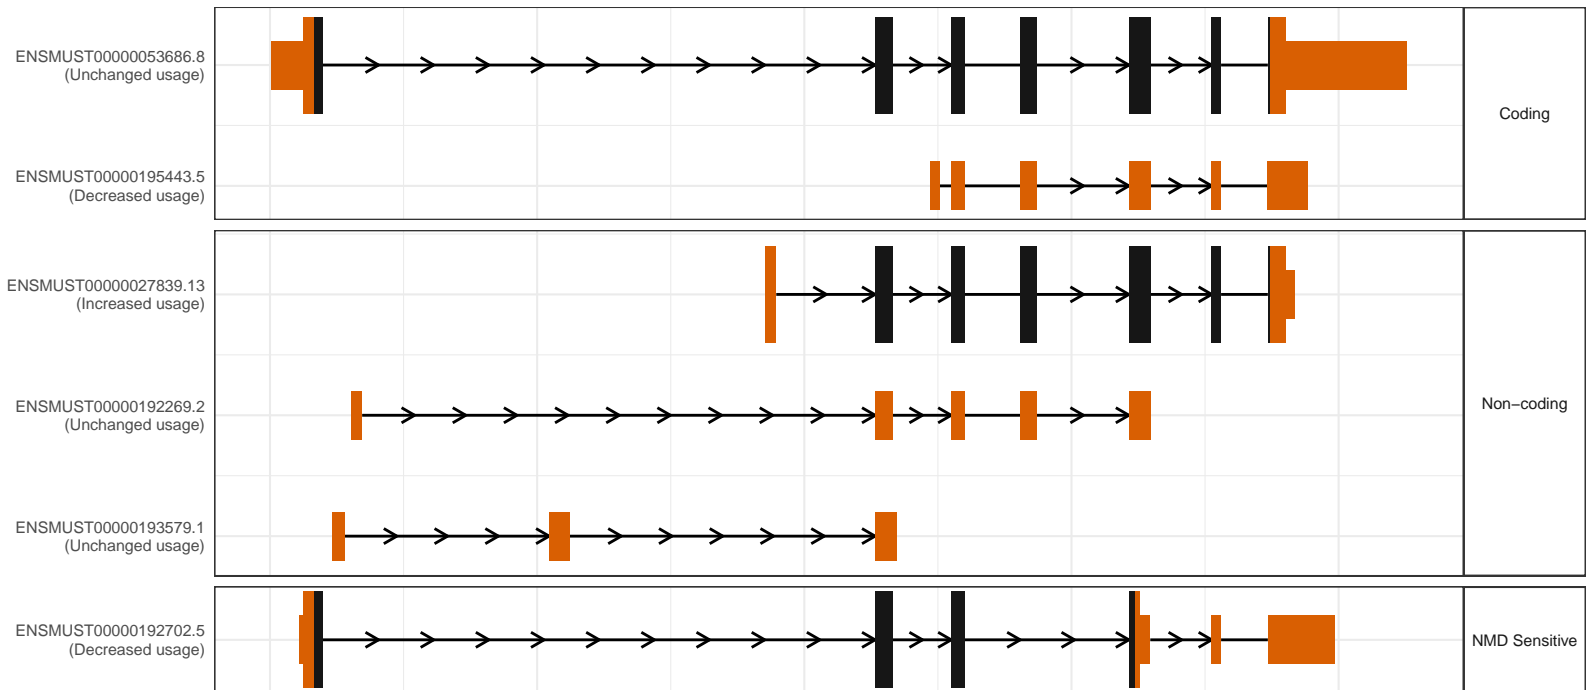 ENSMUST00000053686.8
(Unchanged usage)
ENSMUST00000195443.5
(Decreased usage)
Coding
ENSMUST00000027839.13
(Increased usage)
ENSMUST00000192269.2
(Unchanged usage)
ENSMUST00000193579.1
(Unchanged usage)
Non−coding
ENSMUST00000192702.5
(Decreased usage)
NMD Sensitive